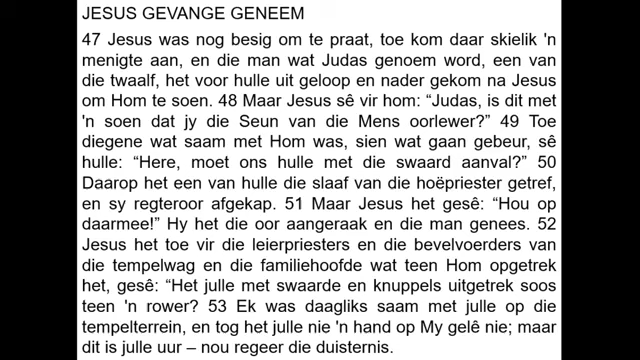 JESUS GEVANGE GENEEM
47 Jesus was nog besig om te praat, toe kom daar skielik 'n
menigte aan, en die man wat Judas genoem word, een van
die twaalf, het voor hulle uit geloop en nader gekom na Jesus
om Hom te soen. 48 Maar Jesus sê vir hom: “Judas, is dit met
'n soen dat jy die Seun van die Mens oorlewer?” 49 Toe
diegene wat saam met Hom was, sien wat gaan gebeur, sê
hulle: “Here, moet ons hulle met die swaard aanval?” 50
Daarop het een van hulle die slaaf van die hoëpriester getref,
en sy regteroor afgekap. 51 Maar Jesus het gesê: “Hou op
daarmee!” Hy het die oor aangeraak en die man genees. 52
Jesus het toe vir die leierpriesters en die bevelvoerders van
die tempelwag en die familiehoofde wat teen Hom opgetrek
het, gesê: “Het julle met swaarde en knuppels uitgetrek soos
teen 'n rower? 53 Ek was daagliks saam met julle op die
tempelterrein, en tog het julle nie 'n hand op My gelê nie; maar
dit is julle uur – nou regeer die duisternis.